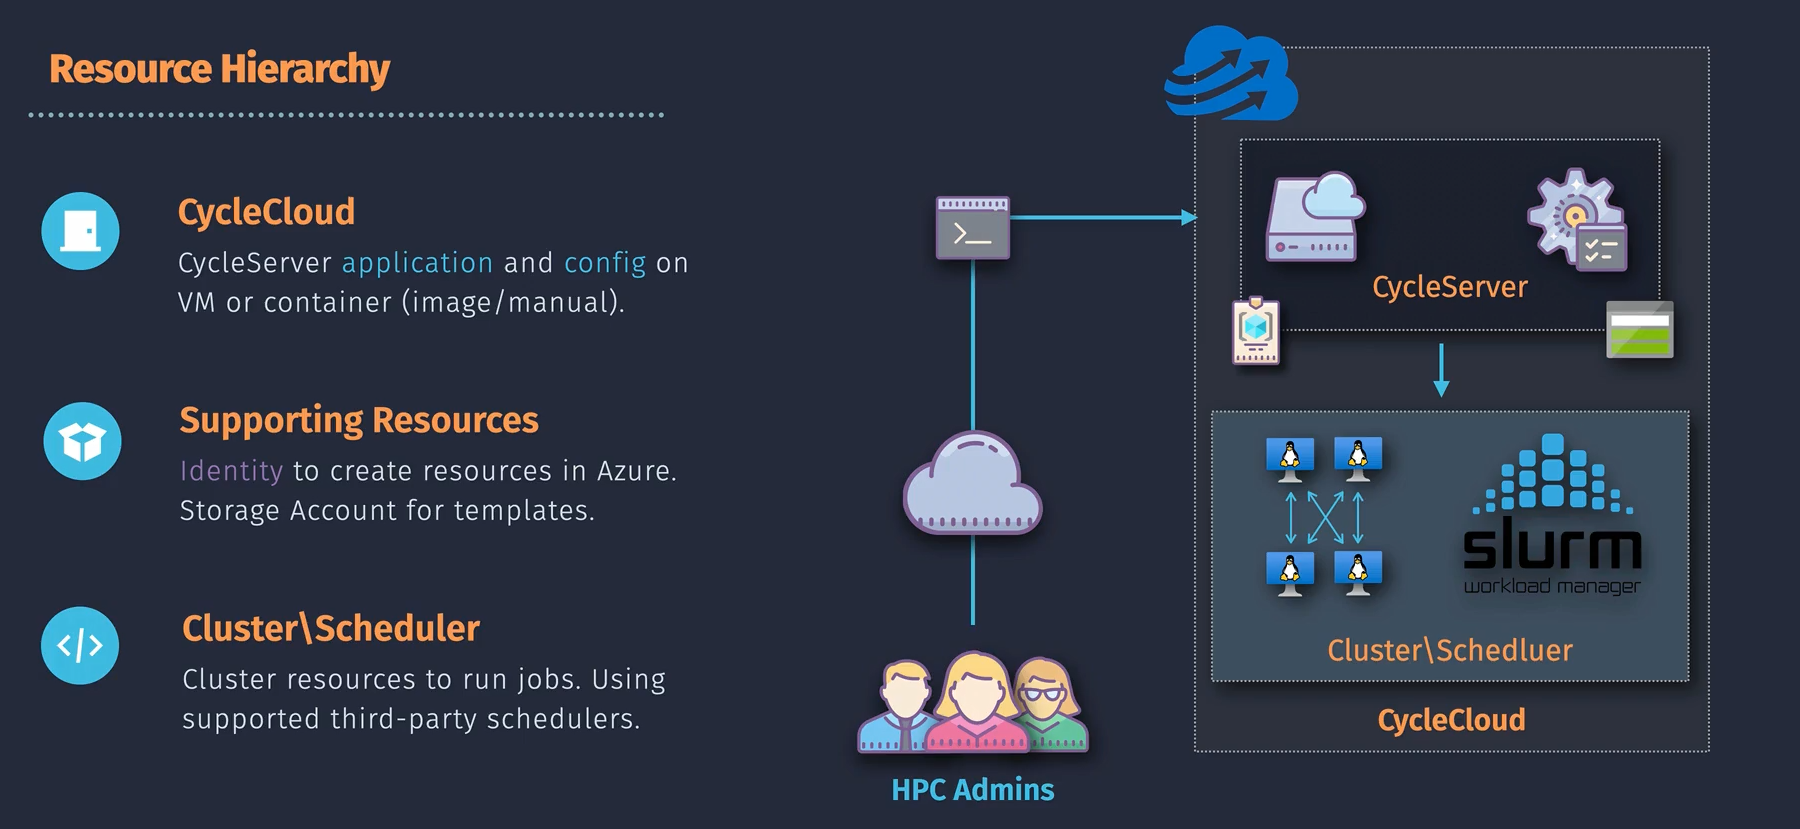 Resource Hierarchy
CycleCloud
CycleServer application and config on
VM or container (image/manual).
Supporting Resources
Identity to create resources in Azure.
Storage Account for templates.
Cluster\Scheduler
Cluster resources to run jobs. Using
supported third-party schedulers.
HPC Admins
CycleServer
slurm
workload manager
Cluster\Schedluer
CycleCloud